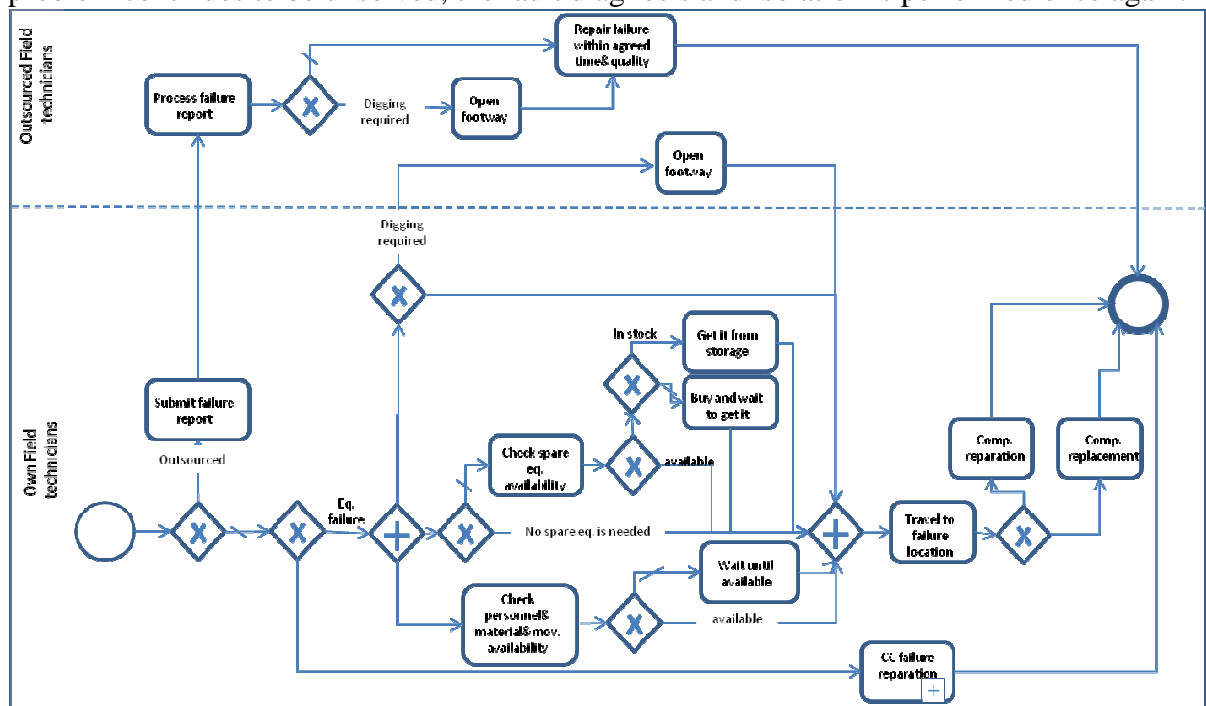 Outsourced Field
technicians
Process failure
report
Digging
required
Open
footway
Repair failure
within agreed
time& quality
Open
footway
Digging
required
Own Field
technicians
Submit failure
report
Outsourced
Eq.
failure
Check spare
eq.
availability
In stock
Get it from
storage
Buy and wait
to get it
available
No spare eq. is needed
Check
personnel&
material& mov.
availability
Wait until
available
available
Travel to
failure
location
Comp.
reparation
Comp.
replacement
CC failure
reparation